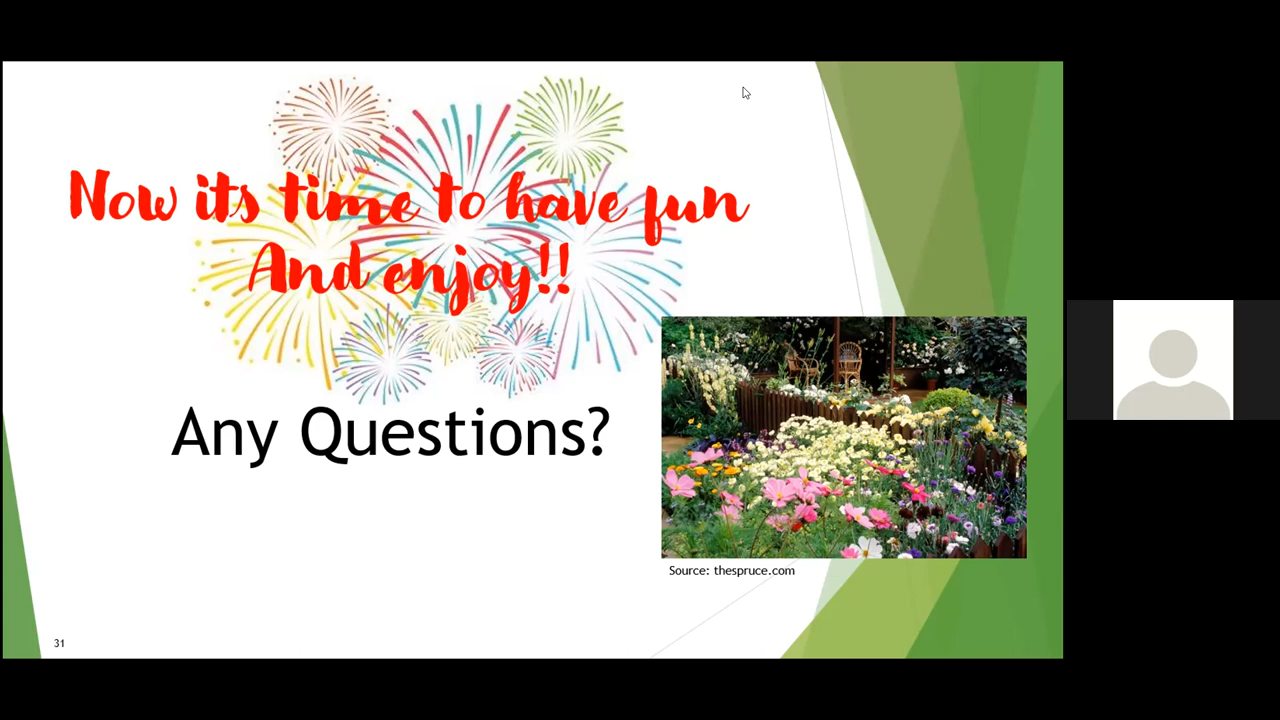 Now its time to have fun
And enjoy!!
Any Questions?
Source: thespruce.com
31